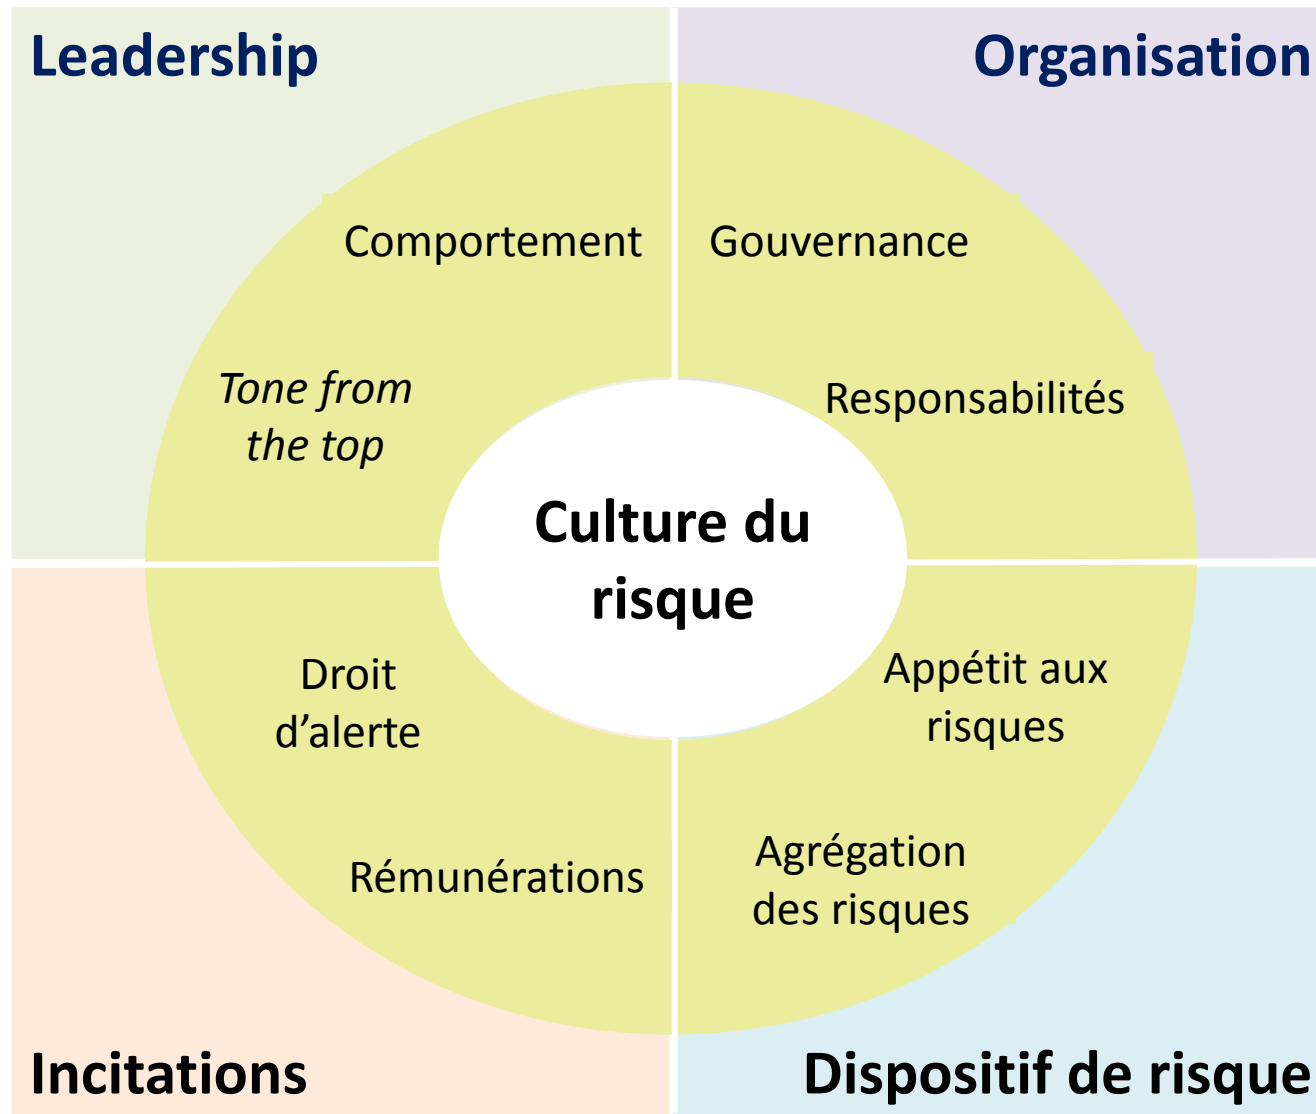 Leadership
Organisation
Comportement
Gouvernance
Tone from
the top
Responsabilités
Culture du
risque
Droit
d’alerte
Appétit aux
risques
Rémunérations
Agrégation
des risques
Incitations
Dispositif de risque